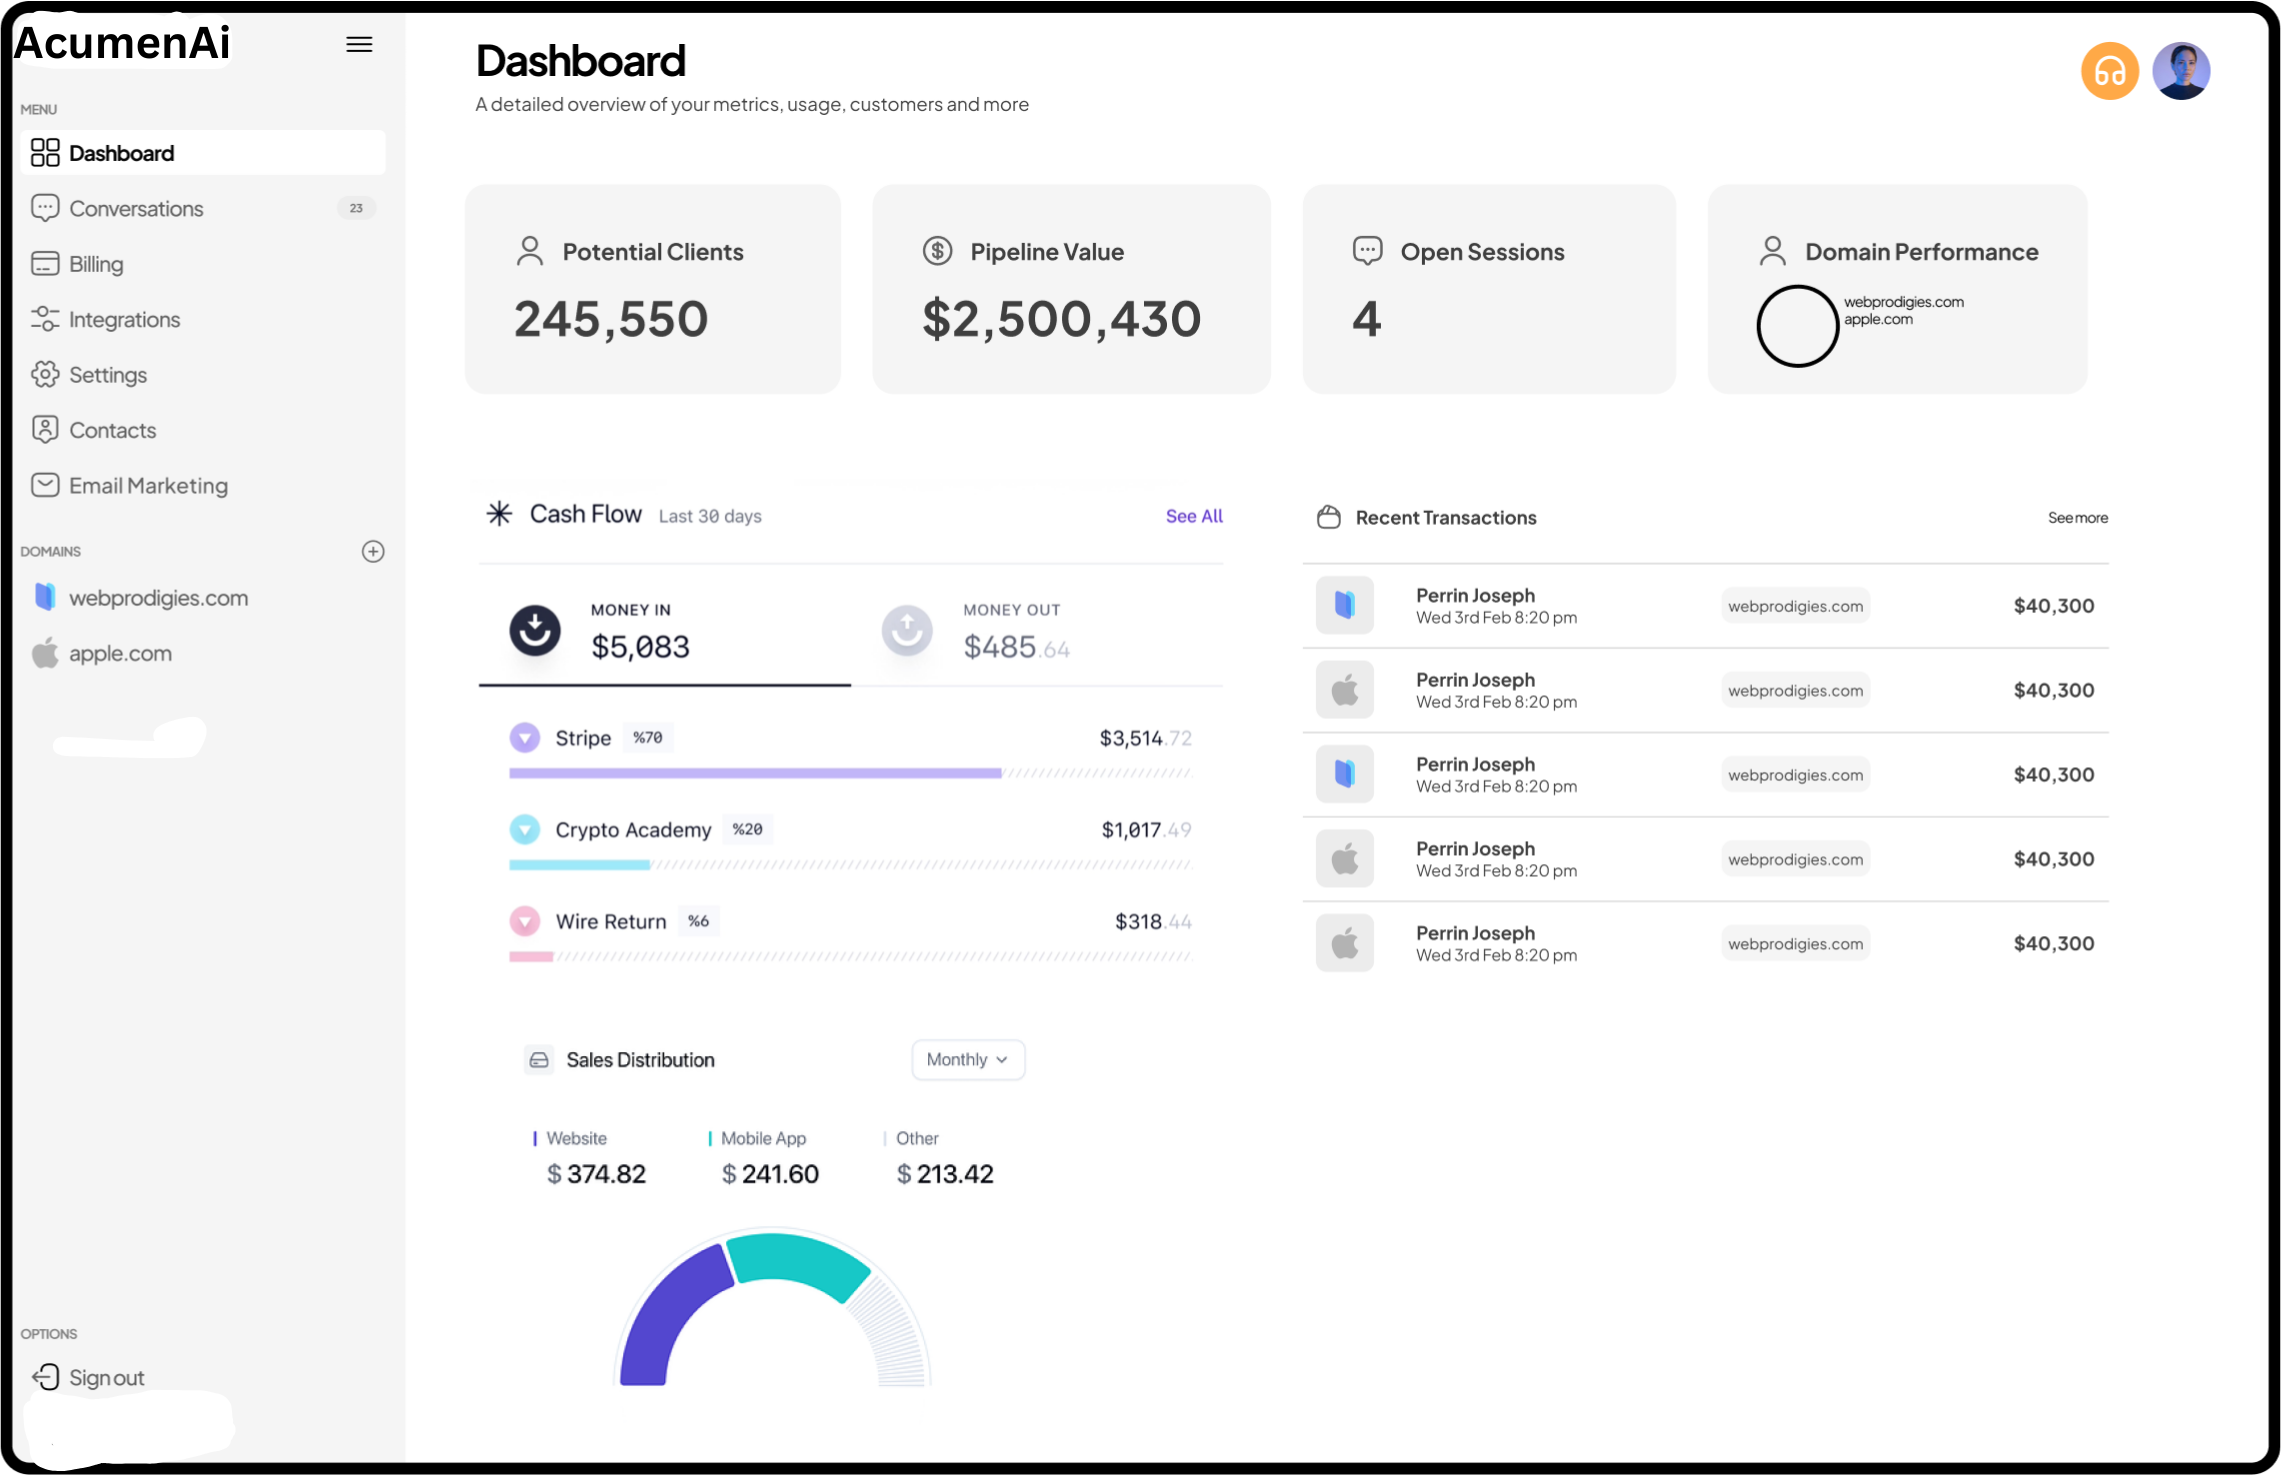 AcumenAi
MENU
Dashboard
Conversations 23
Billing
Integrations
Settings
Contacts
Email Marketing
DOMAINS
webprodigies.com
apple.com
OPTIONS
Sign out
Dashboard
A detailed overview of your metrics, usage, customers and more
Potential Clients
245,550
Pipeline Value
$2,500,430
Open Sessions
4
Domain Performance
webprodigies.com
apple.com
Cash Flow Last 30 days See All
MONEY IN
$5,083
MONEY OUT
$485.64
Stripe %70 $3,514.72
Crypto Academy %20 $1,017.49
Wire Return %6 $318.44
Recent Transactions See more
Perrin Joseph
Wed 3rd Feb 8:20 pm
webprodigies.com
$40,300
Perrin Joseph
Wed 3rd Feb 8:20 pm
webprodigies.com
$40,300
Perrin Joseph
Wed 3rd Feb 8:20 pm
webprodigies.com
$40,300
Perrin Joseph
Wed 3rd Feb 8:20 pm
webprodigies.com
$40,300
Perrin Joseph
Wed 3rd Feb 8:20 pm
webprodigies.com
$40,300
Sales Distribution Monthly
Website
$ 374.82
Mobile App
$ 241.60
Other
$ 213.42